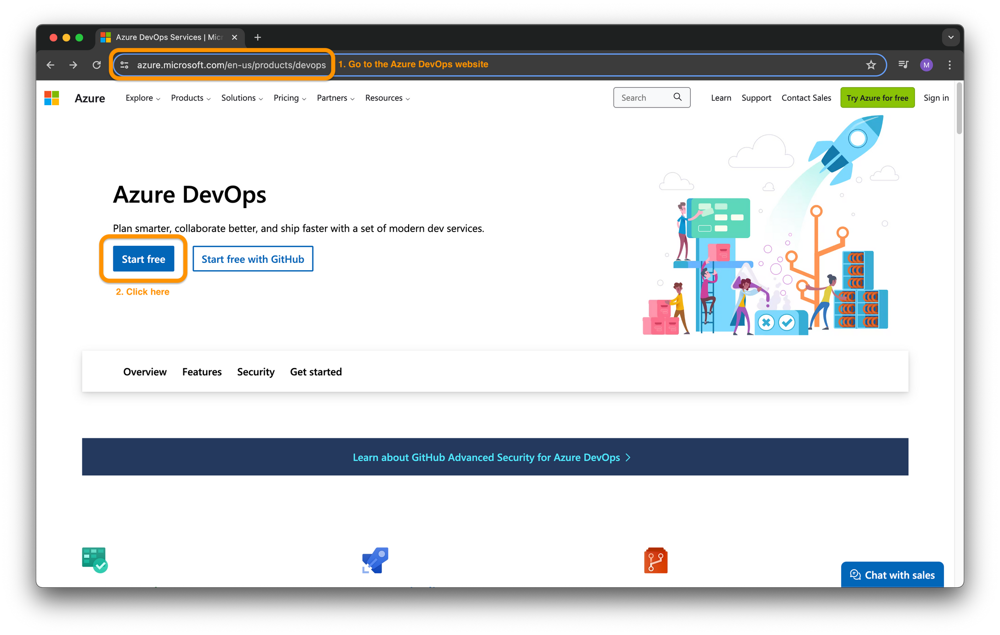 Azure DevOps Services | Mic
azure.microsoft.com/en-us/products/devops
1. Go to the Azure DevOps website
M
Azure
Explore
Products
Solutions
Pricing
Partners
Resources
Search
Learn
Support
Contact Sales
Try Azure for free
Sign in
Azure DevOps
Plan smarter, collaborate better, and ship faster with a set of modern dev services.
Start free
Start free with GitHub
2. Click here
Overview
Features
Security
Get started
Learn about GitHub Advanced Security for Azure DevOps
Chat with sales